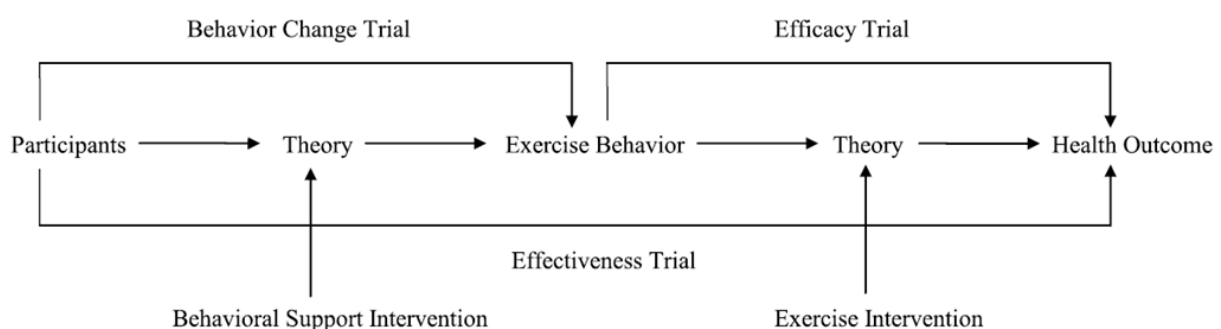 Behavior Change Trial
Efficacy Trial
Participants
Theory
Exercise Behavior
Theory
Health Outcome
Effectiveness Trial
Behavioral Support Intervention
Exercise Intervention